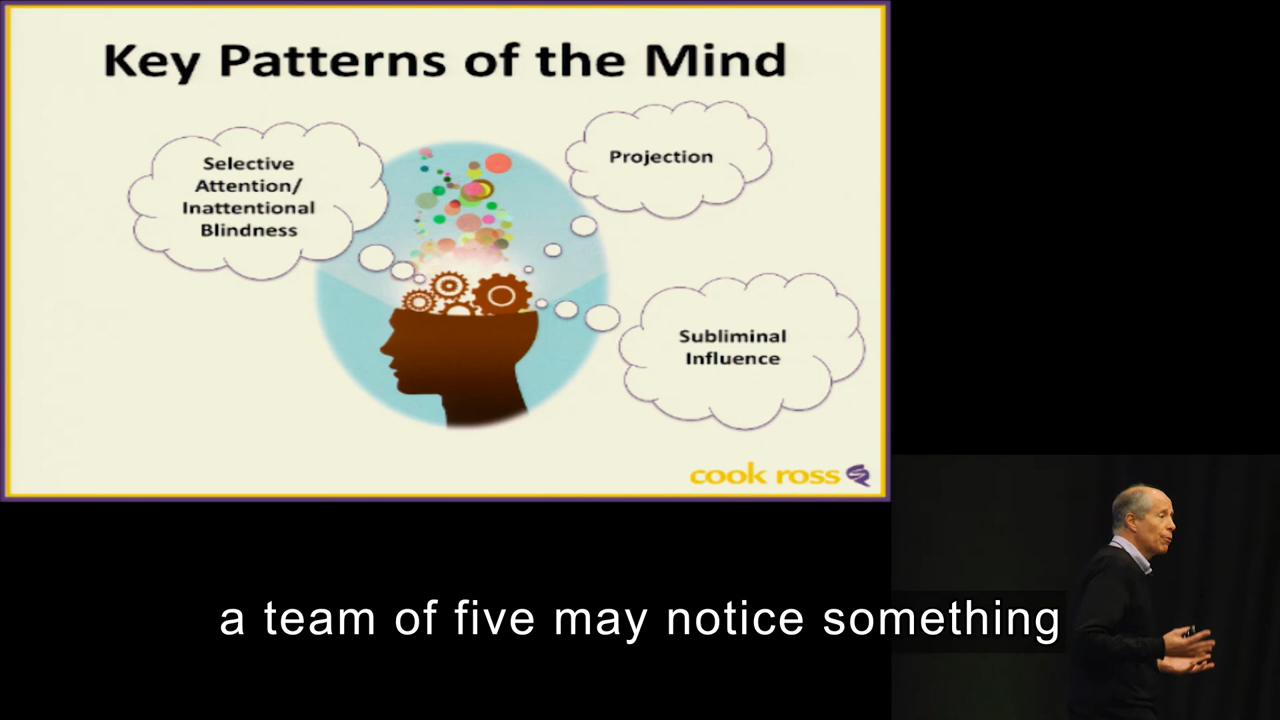 Key Patterns of the Mind
Selective
Attention/
Inattentional
Blindness
Projection
Subliminal
Influence
cook ross
a team of five may notice something